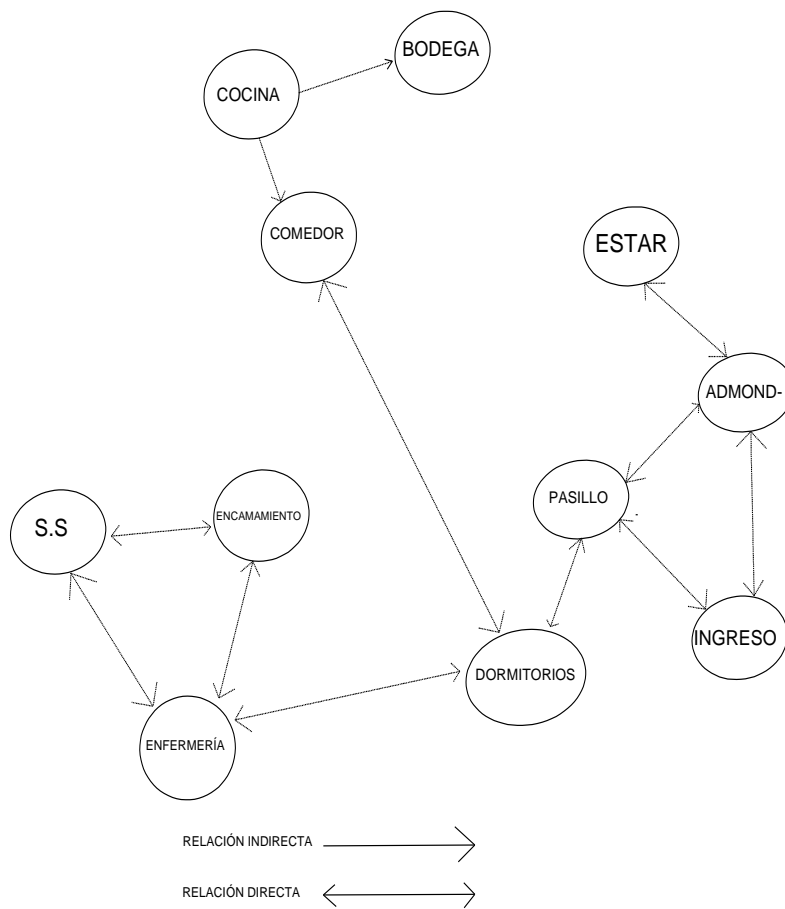 BODEGA
COCINA
COMEDOR
ESTAR
ADMOND-
PASILLO
ENCAMAMIENTO
S.S
INGRESO
DORMITORIOS
ENFERMERÍA
RELACIÓN INDIRECTA
RELACIÓN DIRECTA